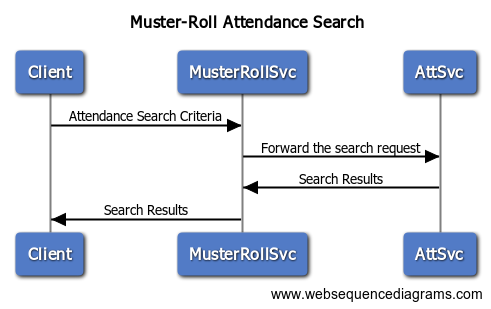 Muster-Roll Attendance Search
Client MusterRollSvc AttSvc
Attendance Search Criteria
Forward the search request
Search Results
Search Results
Client MusterRollSvc AttSvc
www.websequencediagrams.com